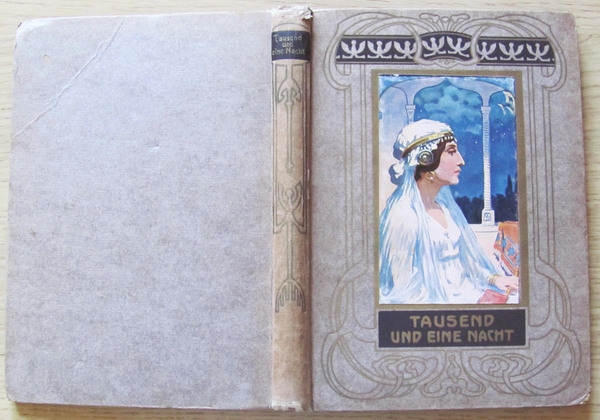 Tausend
und
eine Nacht
TAUSEND
UND EINE NACHT